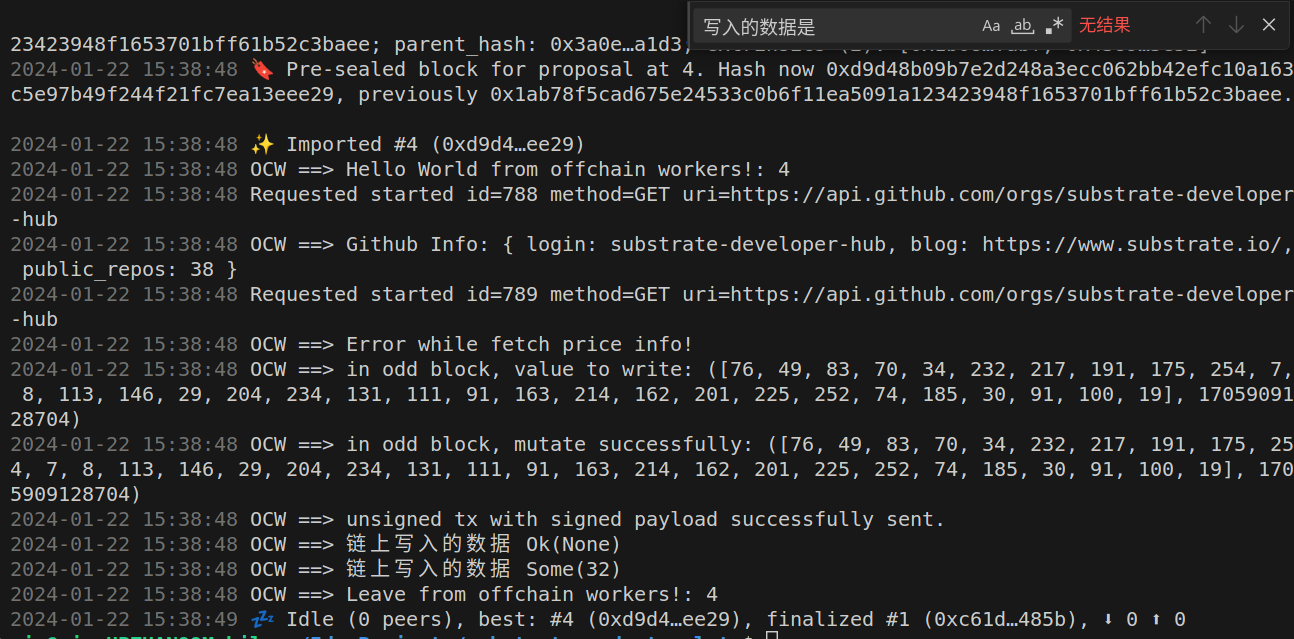 写入的数据是 Aa ab .* 无结果
23423948f1653701bff61b52c3baee; parent_hash: 0x3a0e…a1d3;
2024-01-22 15:38:48 🔖 Pre-sealed block for proposal at 4. Hash now 0xd9d48b09b7e2d248a3ecc062bb42efc10a163
c5e97b49f244f21fc7ea13eee29, previously 0x1ab78f5cad675e24533c0b6f11ea5091a123423948f1653701bff61b52c3baee.
2024-01-22 15:38:48 ✨ Imported #4 (0xd9d4…ee29)
2024-01-22 15:38:48 OCW ==> Hello World from offchain workers!: 4
2024-01-22 15:38:48 Requested started id=788 method=GET uri=https://api.github.com/orgs/substrate-developer
-hub
2024-01-22 15:38:48 OCW ==> Github Info: { login: substrate-developer-hub, blog: https://www.substrate.io/,
public_repos: 38 }
2024-01-22 15:38:48 Requested started id=789 method=GET uri=https://api.github.com/orgs/substrate-developer
-hub
2024-01-22 15:38:48 OCW ==> Error while fetch price info!
2024-01-22 15:38:48 OCW ==> in odd block, value to write: ([76, 49, 83, 70, 34, 232, 217, 191, 175, 254, 7,
8, 113, 146, 29, 204, 234, 131, 111, 91, 163, 214, 162, 201, 225, 252, 74, 185, 30, 91, 100, 19], 17059091
28704)
2024-01-22 15:38:48 OCW ==> in odd block, mutate successfully: ([76, 49, 83, 70, 34, 232, 217, 191, 175, 25
4, 7, 8, 113, 146, 29, 204, 234, 131, 111, 91, 163, 214, 162, 201, 225, 252, 74, 185, 30, 91, 100, 19], 170
5909128704)
2024-01-22 15:38:48 OCW ==> unsigned tx with signed payload successfully sent.
2024-01-22 15:38:48 OCW ==> 链上写入的数据 Ok(None)
2024-01-22 15:38:48 OCW ==> 链上写入的数据 Some(32)
2024-01-22 15:38:48 OCW ==> Leave from offchain workers!: 4
2024-01-22 15:38:49 💤 Idle (0 peers), best: #4 (0xd9d4…ee29), finalized #1 (0xc61d…485b), ⬇ 0 ⬆ 0